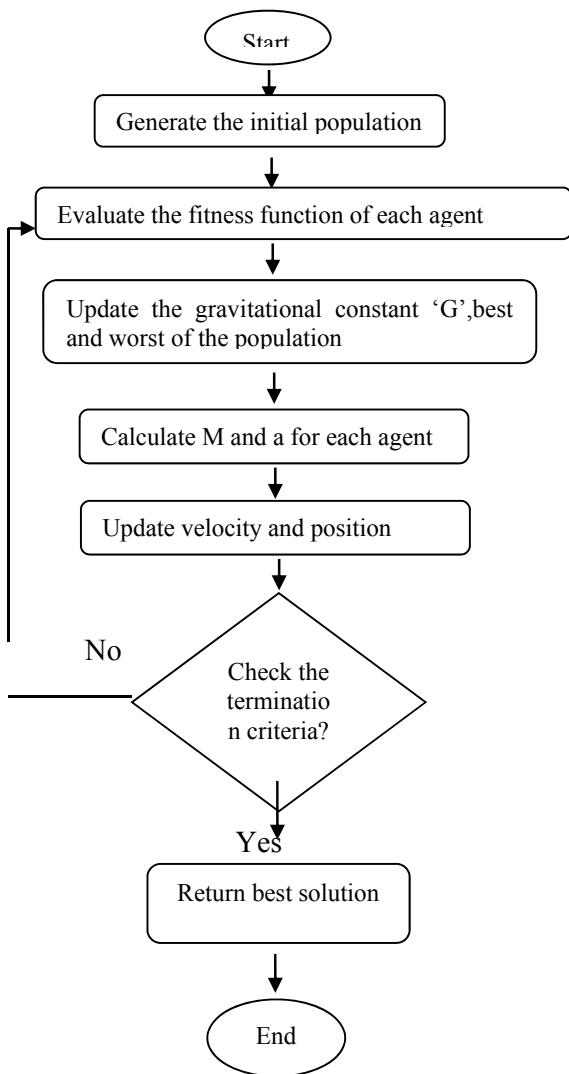 Start
Generate the initial population
Evaluate the fitness function of each agent
Update the gravitational constant ‘G’,best
and worst of the population
Calculate M and a for each agent
Update velocity and position
No
Check the
terminatio
n criteria?
Yes
Return best solution
End